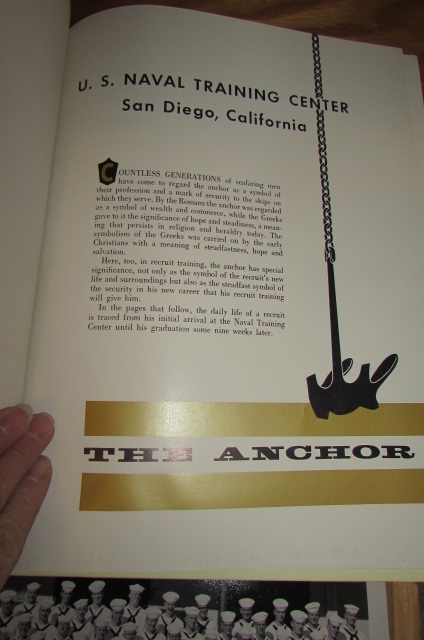 U. S. NAVAL TRAINING CENTER
San Diego, California
COUNTLESS GENERATIONS of seafaring men
have come to regard the anchor as a symbol of
their profession and a mark of security to the ships on
which they serve. By the Romans the anchor was regarded
as a symbol of wealth and commerce, while the Greeks
gave to it the significance of hope and steadiness, a mean-
ing that persists in religion and heraldry today. The
symbolism of the Greeks was carried on by the early
Christians with a meaning of steadfastness, hope and
salvation.
Here, too, in recruit training, the anchor has special
significance, not only as the symbol of the recruit's new
life and surroundings but also as the steadfast symbol of
the security in his new career that his recruit training
will give him.
In the pages that follow, the daily life of a recruit
is traced from his initial arrival at the Naval Training
Center until his graduation some nine weeks later.
THE ANCHOR